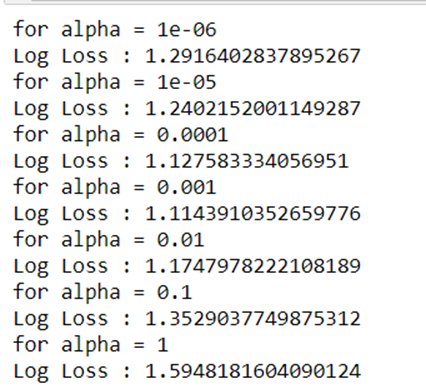 for alpha = 1e-06
Log Loss : 1.2916402837895267
for alpha = 1e-05
Log Loss : 1.2402152001149287
for alpha = 0.0001
Log Loss : 1.127583334056951
for alpha = 0.001
Log Loss : 1.1143910352659776
for alpha = 0.01
Log Loss : 1.1747978222108189
for alpha = 0.1
Log Loss : 1.3529037749875312
for alpha = 1
Log Loss : 1.5948181604090124